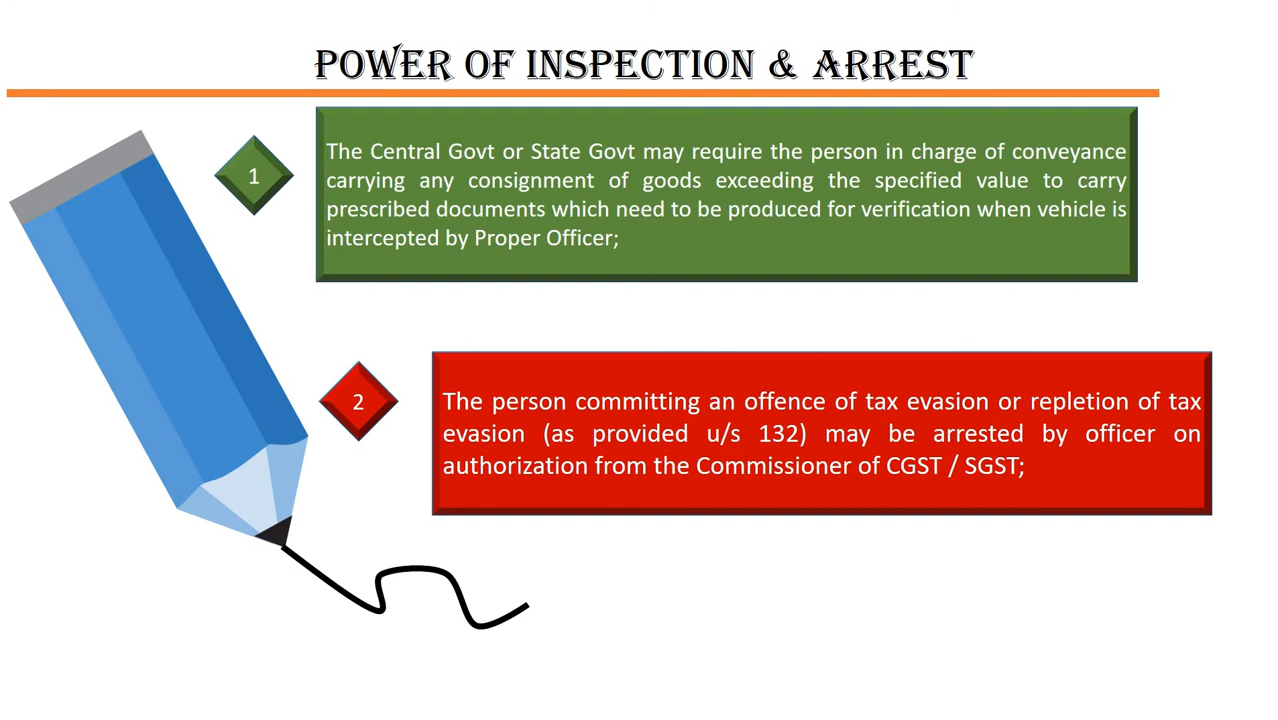 POWER OF INSPECTION & ARREST
1
The Central Govt or State Govt may require the person in charge of conveyance
carrying any consignment of goods exceeding the specified value to carry
prescribed documents which need to be produced for verification when vehicle is
intercepted by Proper Officer;
2
The person committing an offence of tax evasion or repletion of tax
evasion (as provided u/s 132) may be arrested by officer on
authorization from the Commissioner of CGST / SGST;